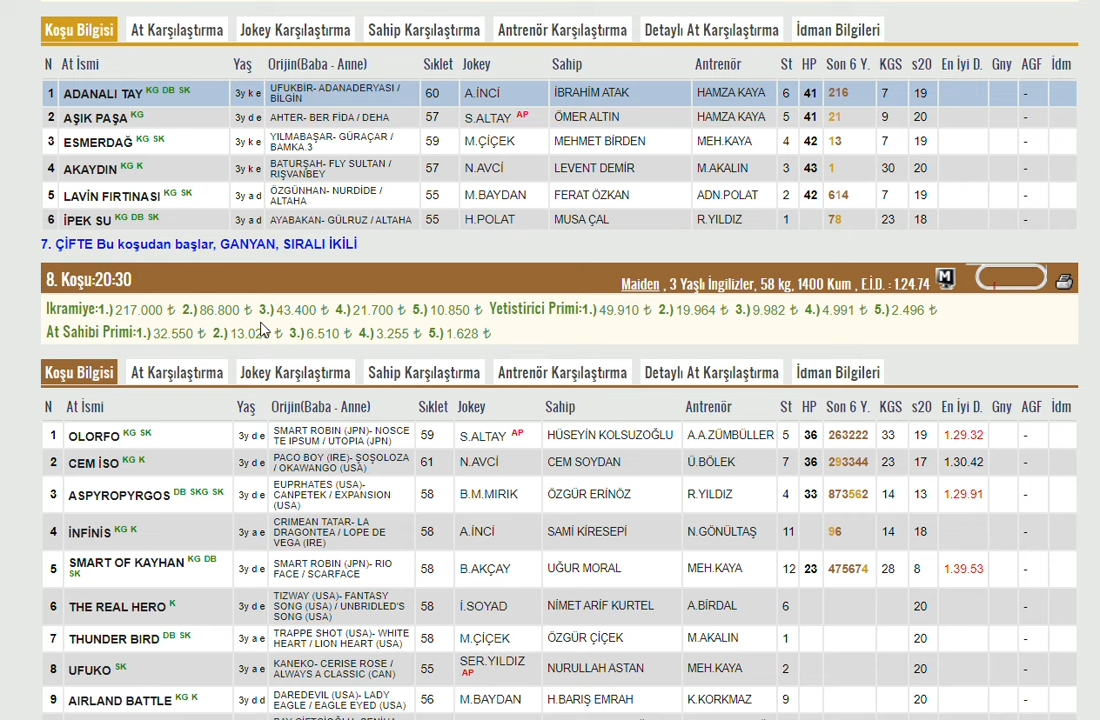 Koşu Bilgisi At Karşılaştırma Jokey Karşılaştırma Sahip Karşılaştırma Antrenör Karşılaştırma Detaylı At Karşılaştırma İdman Bilgileri
N At İsmi Yaş Orijin(Baba - Anne) Sıklet Jokey Sahip Antrenör St HP Son 6 Y. KGS s20 En İyi D. Gny AGF İdm
1 ADANALI TAY KG DB SK 3y k e UFUKBİR- ADANADERYASI / BİLGİN 60 A.İNCİ İBRAHİM ATAK HAMZA KAYA 6 41 216 7 19 -
2 AŞIK PAŞA KG 3y d e AHTER- BER FİDA / DEHA 57 S.ALTAY AP ÖMER ALTIN HAMZA KAYA 5 41 21 9 20 -
3 ESMERDAĞ KG SK 3y k e YILMABAŞAR- GÜRAÇAR / BAMKA.3 59 M.ÇİÇEK MEHMET BİRDEN MEH.KAYA 4 42 13 7 19 -
4 AKAYDIN KG K 3y k e BATURŞAH- FLY SULTAN / RIŞVANBEY 57 N.AVCİ LEVENT DEMİR M.AKALIN 3 43 1 30 20 -
5 LAVİN FIRTINASI KG SK 3y a d ÖZGÜNHAN- NURDİDE / ALTAHA 55 M.BAYDAN FERAT ÖZKAN ADN.POLAT 2 42 614 7 19 -
6 İPEK SU KG DB SK 3y a d AYABAKAN- GÜLRUZ / ALTAHA 55 H.POLAT MUSA ÇAL R.YILDIZ 1 78 23 18 -
7. ÇİFTE Bu koşudan başlar, GANYAN, SIRALI İKİLİ
8. Koşu:20:30 Maiden , 3 Yaşlı İngilizler, 58 kg, 1400 Kum , E.İ.D. : 1.24.74 M
İkramiye:1.)217.000 ₺ 2.)86.800 ₺ 3.)43.400 ₺ 4.)21.700 ₺ 5.)10.850 ₺ Yetistirici Primi:1.)49.910 ₺ 2.)19.964 ₺ 3.)9.982 ₺ 4.)4.991 ₺ 5.)2.496 ₺
At Sahibi Primi:1.)32.550 ₺ 2.) ₺ 3.)6.510 ₺ 4.)3.255 ₺ 5.)1.628 ₺
Koşu Bilgisi At Karşılaştırma Jokey Karşılaştırma Sahip Karşılaştırma Antrenör Karşılaştırma Detaylı At Karşılaştırma İdman Bilgileri
N At İsmi Yaş Orijin(Baba - Anne) Sıklet Jokey Sahip Antrenör St HP Son 6 Y. KGS s20 En İyi D. Gny AGF İdm
1 OLORFO KG SK 3y d e SMART ROBIN (JPN)- NOSCE TE IPSUM / UTOPIA (JPN) 59 S.ALTAY AP HÜSEYİN KOLSUZOĞLU A.A.ZÜMBÜLLER 5 36 263222 33 19 1.29.32 -
2 CEM İSO KG K 3y d e PACO BOY (IRE)- ŞOŞOLOZA / OKAWANGO (USA) 61 N.AVCİ CEM SOYDAN Ü.BÖLEK 7 36 293344 23 17 1.30.42 -
3 ASPYROPYRGOS DB SKG SK 3y d e EUPRHATES (USA)- CANPETEK / EXPANSION (USA) 58 B.M.MIRIK ÖZGÜR ERİNÖZ R.YILDIZ 4 33 873562 14 13 1.29.91 -
4 İNFİNİS KG K 3y a e CRIMEAN TATAR- LA DRAGONTEA / LOPE DE VEGA (IRE) 58 A.İNCİ SAMİ KİRESEPİ N.GÖNÜLTAŞ 11 96 14 18 -
5 SMART OF KAYHAN KG DB SK 3y d e SMART ROBIN (JPN)- RIO FACE / SCARFACE 58 B.AKÇAY UĞUR MORAL MEH.KAYA 12 23 475674 28 8 1.39.53 -
6 THE REAL HERO K 3y d e TIZWAY (USA)- FANTASY SONG (USA) / UNBRIDLED'S SONG (USA) 58 İ.SOYAD NİMET ARİF KURTEL A.BİRDAL 6 20 -
7 THUNDER BIRD DB SK 3y a e TRAPPE SHOT (USA)- WHITE HEART / LION HEART (USA) 58 M.ÇİÇEK ÖZGÜR ÇİÇEK M.AKALIN 1 20 -
8 UFUKO SK 3y a e KANEKO- CERISE ROSE / ALWAYS A CLASSIC (CAN) 55 SER.YILDIZ AP NURULLAH ASTAN MEH.KAYA 2 20 -
9 AIRLAND BATTLE KG K 3y d d DAREDEVIL (USA)- LADY EAGLE / EAGLE EYED (USA) 56 M.BAYDAN H.BARIŞ EMRAH K.KORKMAZ 9 20 -